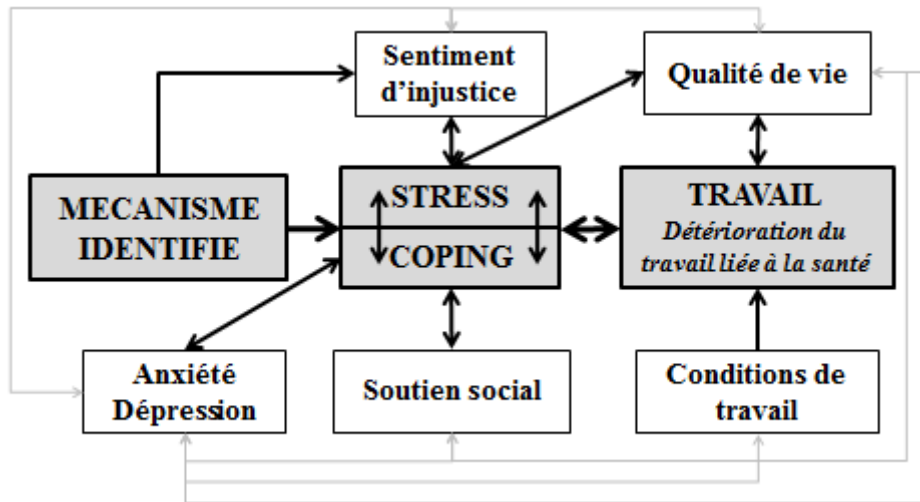 Sentiment
d'injustice
Qualité de vie
MECANISME
IDENTIFIE
STRESS
COPING
TRAVAIL
Détérioration du
travail liée à la santé
Anxiété
Dépression
Soutien social
Conditions de
travail